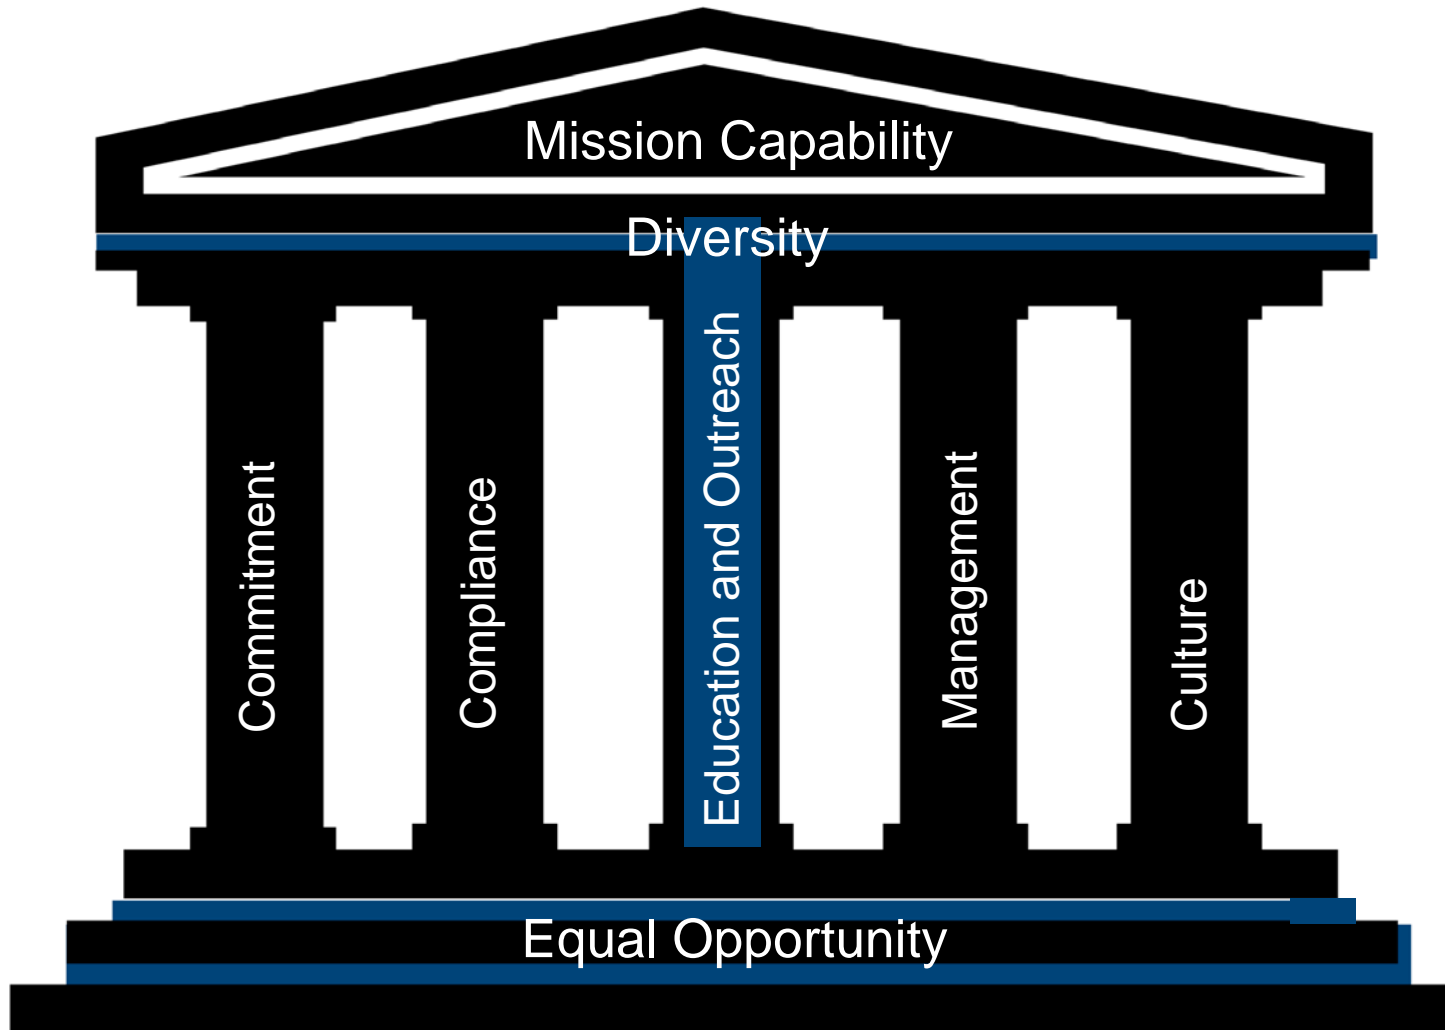 Mission Capability
Diversity
Commitment
Compliance
Education and Outreach
Management
Culture
Equal Opportunity